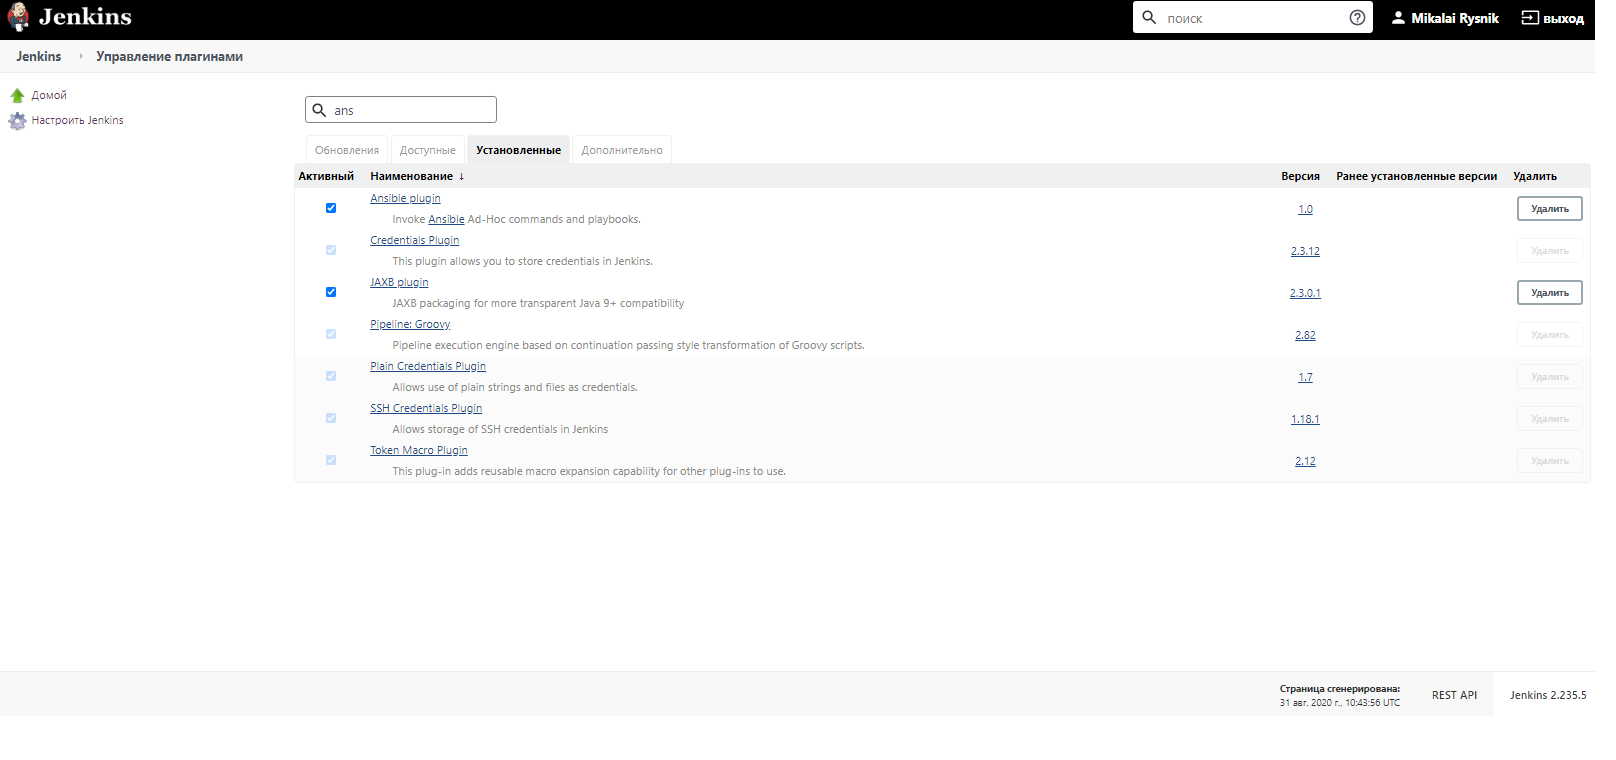 Jenkins
поиск
Mikalai Rysnik
выход
Jenkins
Управление плагинами
Домой
Настроить Jenkins
ans
Обновления
Доступные
Установленные
Дополнительно
Активный Наименование ↓ Версия Ранее установленные версии Удалить
Ansible plugin
Invoke Ansible Ad-Hoc commands and playbooks.
1.0
Удалить
Credentials Plugin
This plugin allows you to store credentials in Jenkins.
2.3.12
Удалить
JAXB plugin
JAXB packaging for more transparent Java 9+ compatibility
2.3.0.1
Удалить
Pipeline: Groovy
Pipeline execution engine based on continuation passing style transformation of Groovy scripts.
2.82
Удалить
Plain Credentials Plugin
Allows use of plain strings and files as credentials.
1.7
Удалить
SSH Credentials Plugin
Allows storage of SSH credentials in Jenkins
1.18.1
Удалить
Token Macro Plugin
This plug-in adds reusable macro expansion capability for other plug-ins to use.
2.12
Удалить
Страница сгенерирована:
31 авг. 2020 г., 10:43:56 UTC
REST API
Jenkins 2.235.5